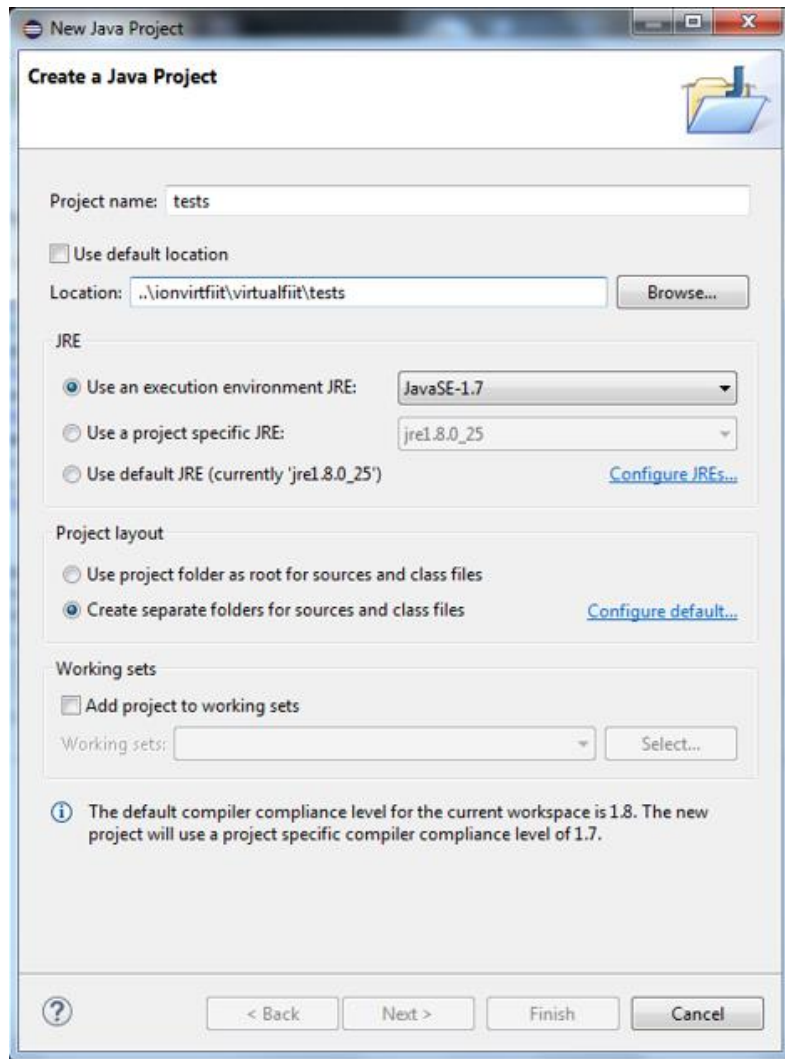 New Java Project
Create a Java Project
Project name: tests
Use default location
Location: ..\ionvirtfiit\virtualfiit\tests Browse...
JRE
Use an execution environment JRE: JavaSE-1.7
Use a project specific JRE: jre1.8.0_25
Use default JRE (currently 'jre1.8.0_25') Configure JREs...
Project layout
Use project folder as root for sources and class files
Create separate folders for sources and class files Configure default...
Working sets
Add project to working sets
Working sets: Select...
The default compiler compliance level for the current workspace is 1.8. The new
project will use a project specific compiler compliance level of 1.7.
? < Back Next > Finish Cancel